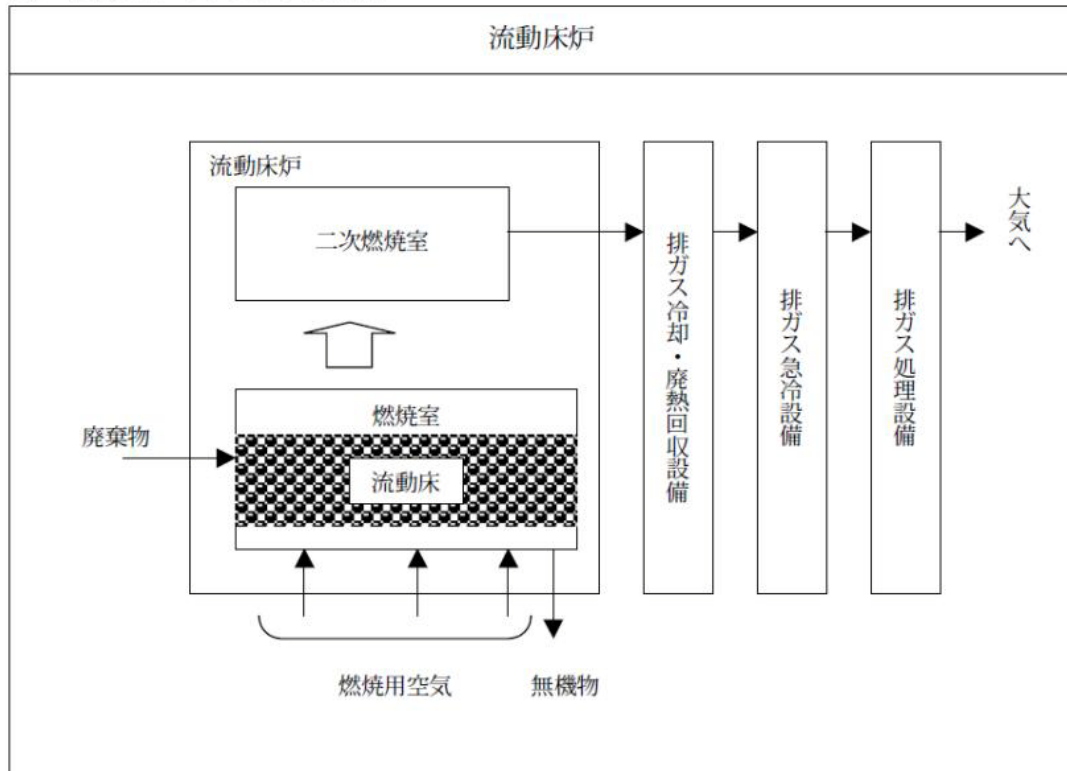 流動床炉
流動床炉
二次燃焼室
燃焼室
流動床
廃棄物
燃焼用空気
無機物
排ガス冷却・廃熱回収設備
排ガス急冷設備
排ガス処理設備
大気へ